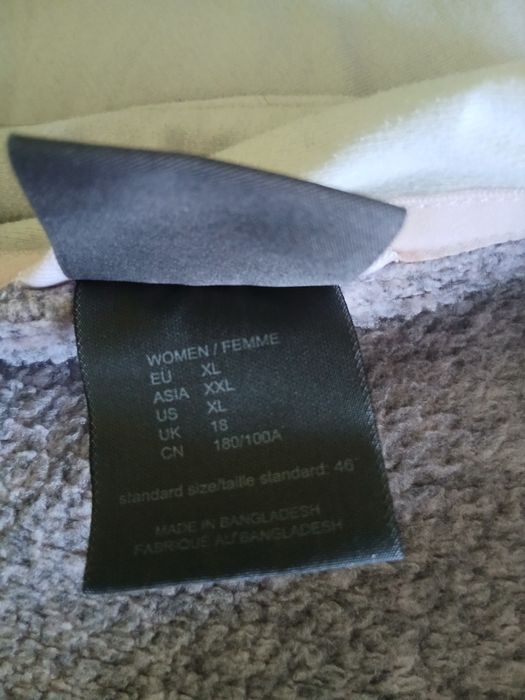 WOMEN / FEMME
EU XL
ASIA XXL
US XL
UK 18
CN 180/100A
standard size/taille standard: 46"
MADE IN BANGLADESH
FABRIQUE AU BANGLADESH